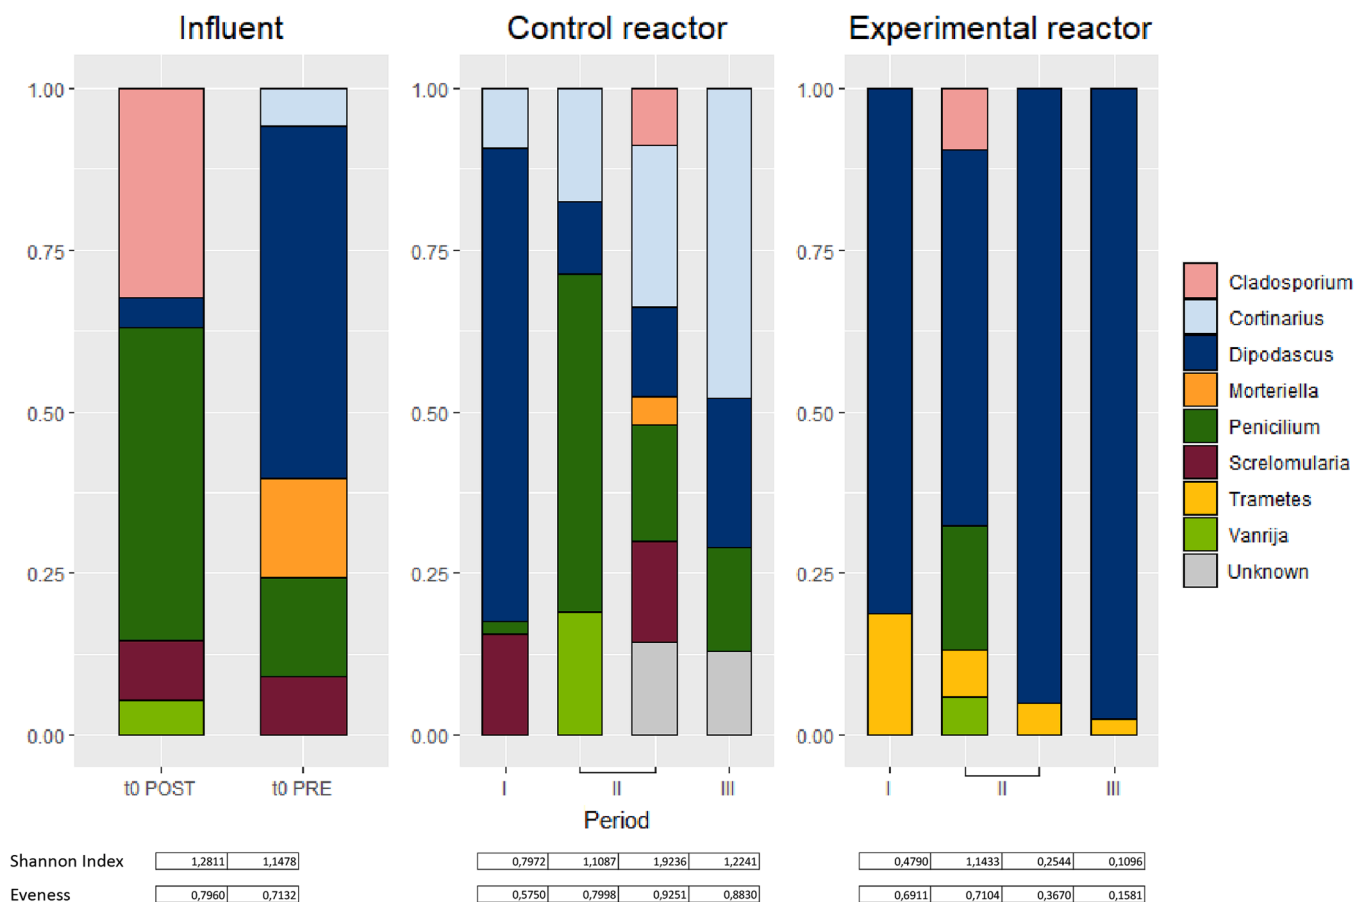 Influent
Control reactor
Experimental reactor
1.00
0.75
0.50
0.25
0.00
t0 POST
t0 PRE
1.00
0.75
0.50
0.25
0.00
I
II
III
Period
1.00
0.75
0.50
0.25
0.00
I
II
III
Cladosporium
Cortinarius
Dipodascus
Morteriella
Penicilium
Screlomularia
Trametes
Vanrija
Unknown
Shannon Index 1,2811 1,1478 0,7972 1,1087 1,9236 1,2241 0,4790 1,1433 0,2544 0,1096
Eveness 0,7960 0,7132 0,5750 0,7998 0,9251 0,8830 0,6911 0,7104 0,3670 0,1581